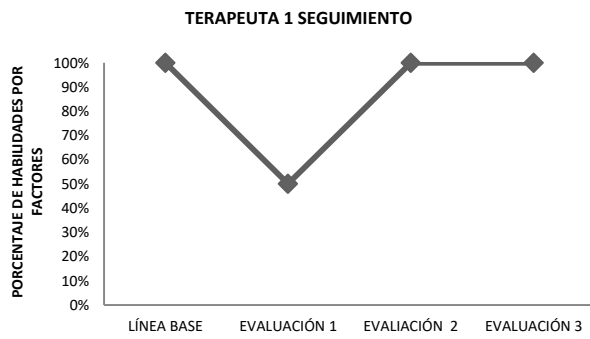 TERAPEUTA 1 SEGUIMIENTO
PORCENTAJE DE HABILIDADES POR
FACTORES
100%
90%
80%
70%
60%
50%
40%
30%
20%
10%
0%
LÍNEA BASE EVALUACIÓN 1 EVALIACIÓN 2 EVALUACIÓN 3